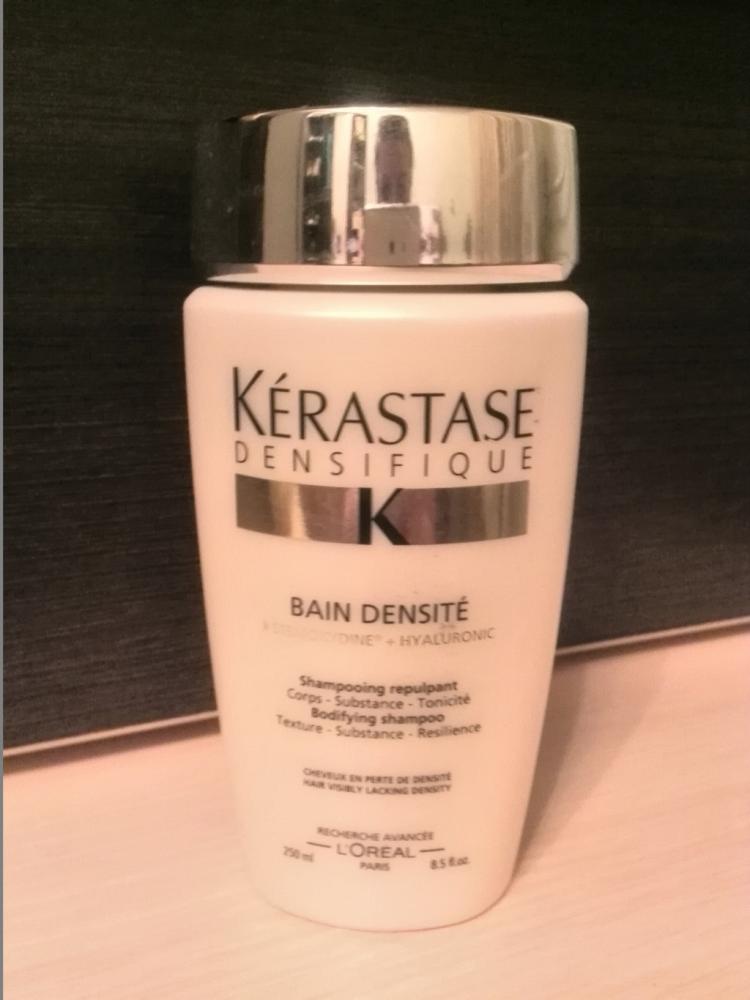 KÉRASTASE
DENSIFIQUE
K
BAIN DENSITÉ
+ HYALURONIC
Shampooing repulpant
Corps - Substance - Tonicité
Bodifying shampoo
Texture - Substance - Resilience
CHEVEUX EN PERTE DE DENSITÉ
HAIR VISIBLY LACKING DENSITY
RECHERCHE AVANCÉE
L'ORÉAL
PARIS
250 ml 8.5 fl.oz.